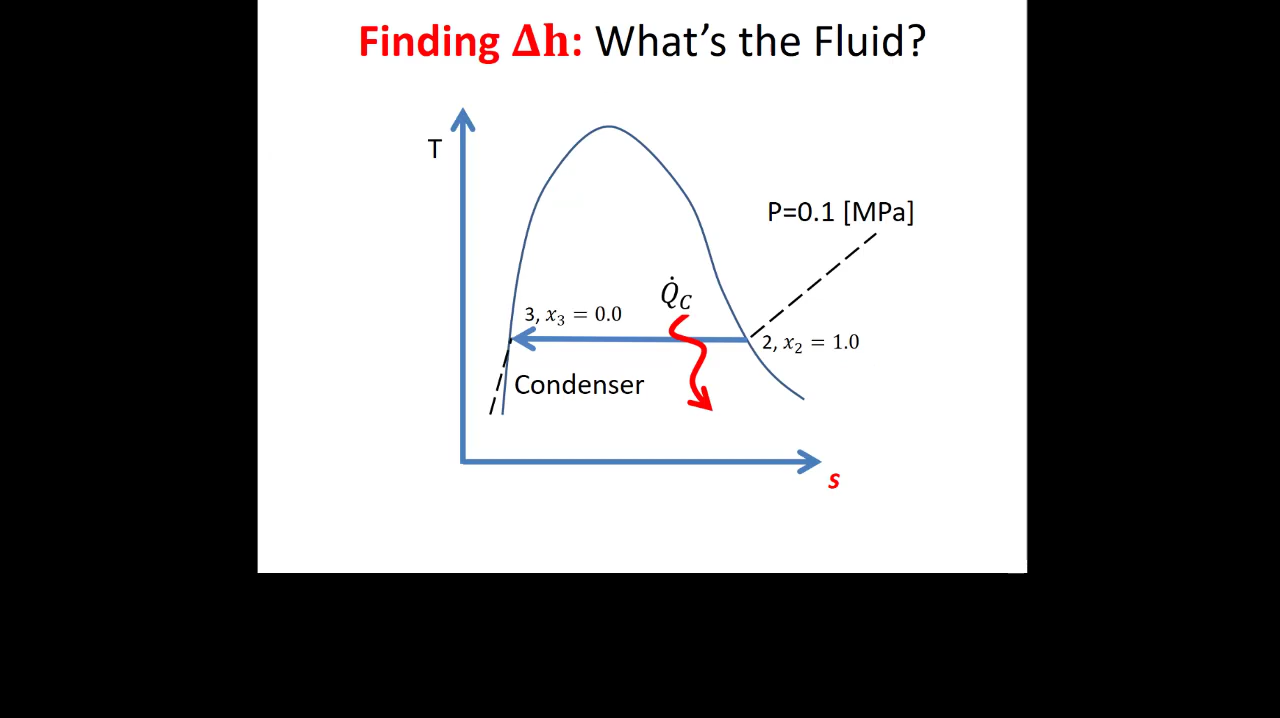 Finding Δh: What's the Fluid?
T
P=0.1 [MPa]
Q̇_C
3, x₃ = 0.0
2, x₂ = 1.0
Condenser
s